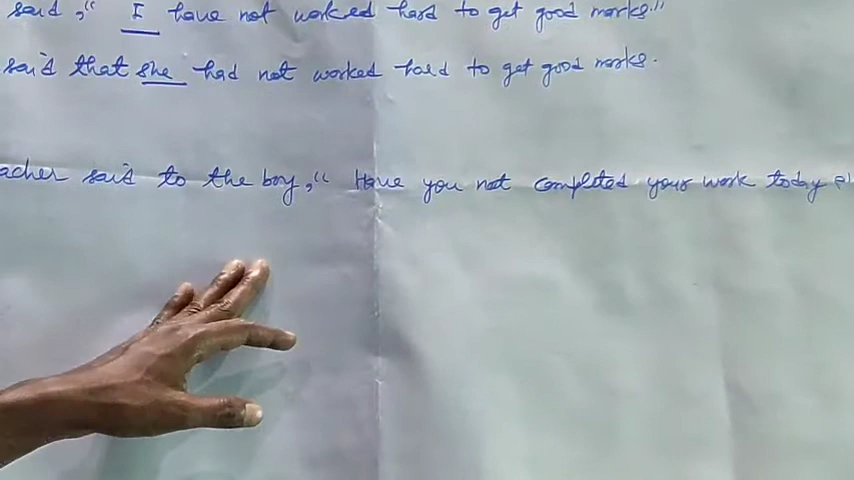 said, " I have not worked hard to get good marks."
said that she had not worked hard to get good marks.
acher said to the boy, " Have you not completed your work today ?"